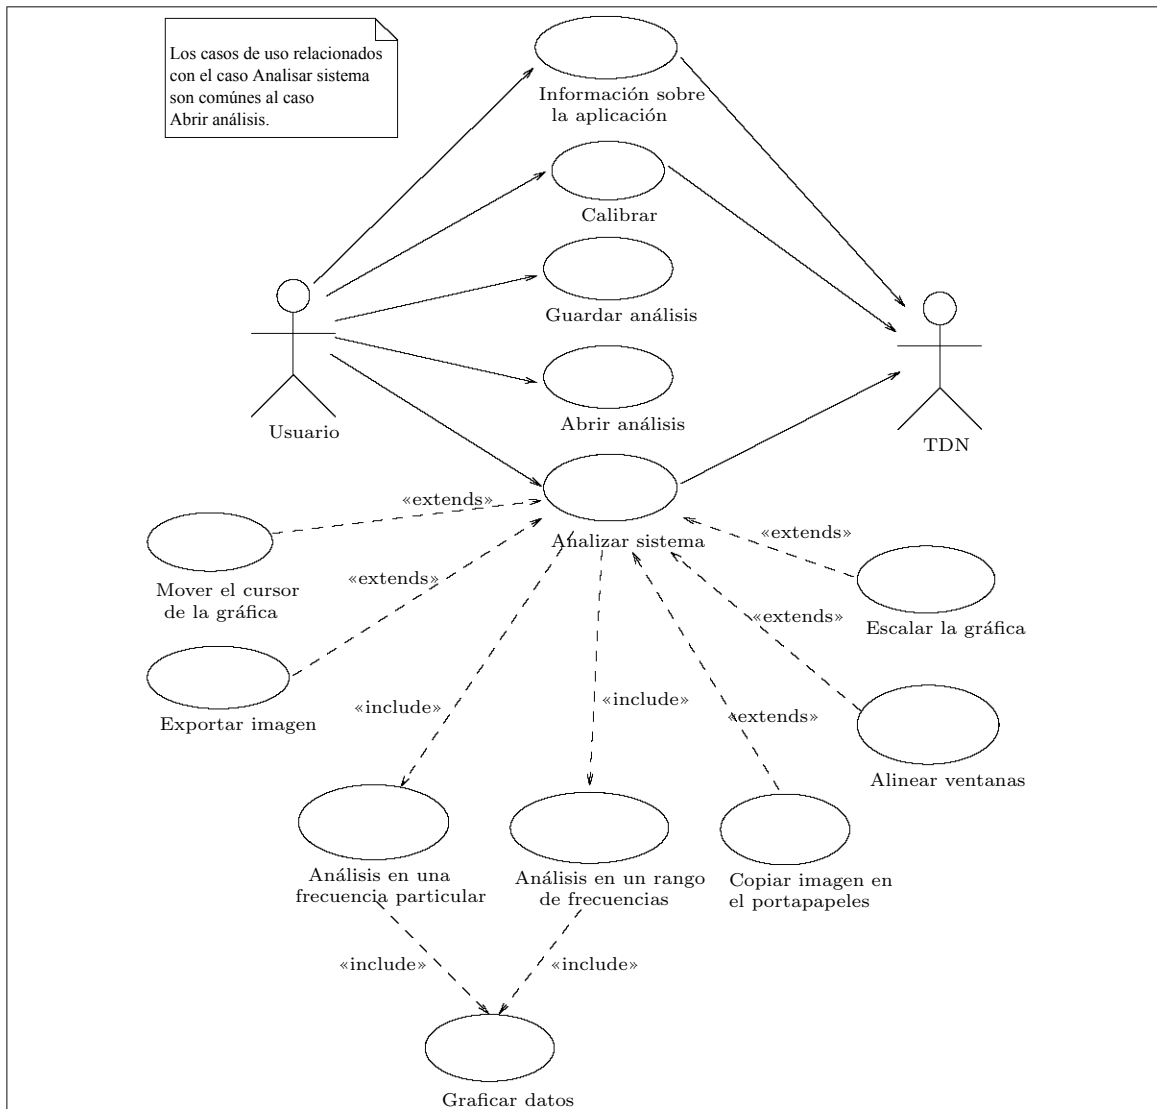 Los casos de uso relacionados
con el caso Analisar sistema
son comúnes al caso
Abrir análisis.
Información sobre
la aplicación
Calibrar
Guardar análisis
Abrir análisis
Usuario
TDN
Analizar sistema
«extends»
Mover el cursor
de la gráfica
«extends»
Exportar imagen
«extends»
Escalar la gráfica
«extends»
Alinear ventanas
«include»
«include»
«extends»
Análisis en una
frecuencia particular
Análisis en un rango
de frecuencias
Copiar imagen en
el portapapeles
«include»
«include»
Graficar datos